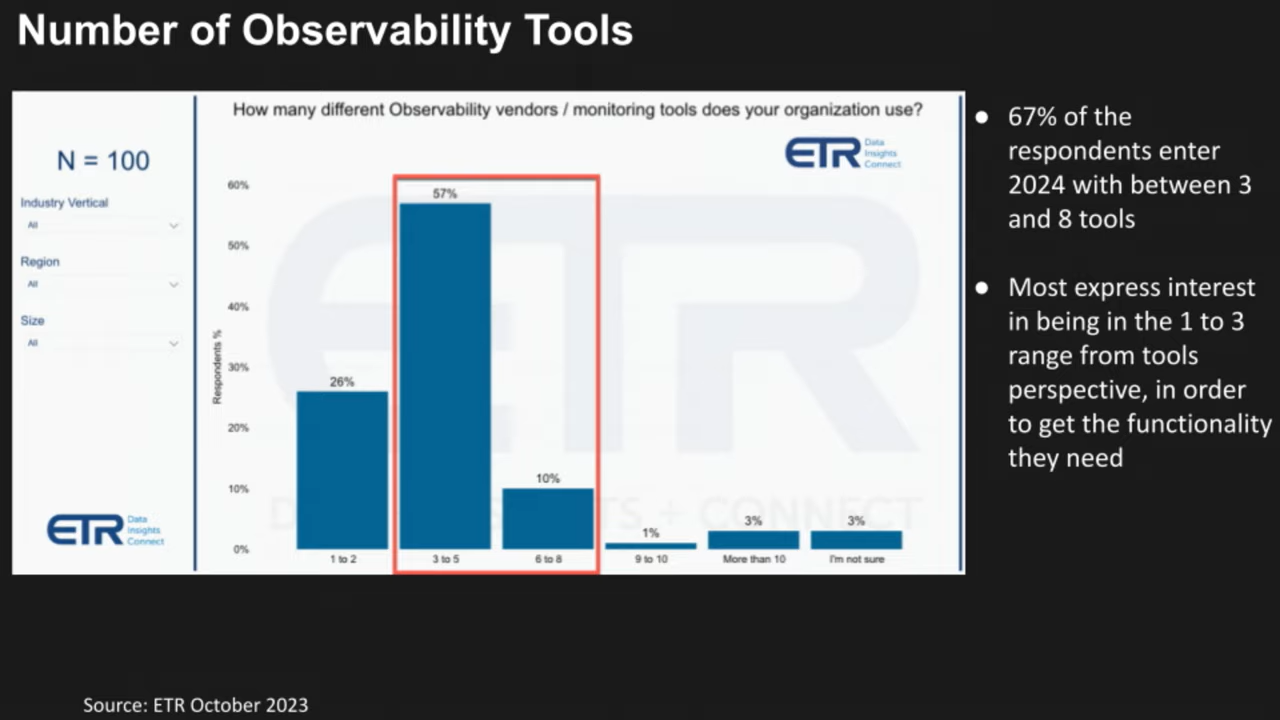 Number of Observability Tools
How many different Observability vendors / monitoring tools does your organization use?
N = 100
Industry Vertical
All
Region
All
Size
All
ETR Data
Insights
Connect
ETR Data
Insights
Connect
Respondents %
60%
50%
40%
30%
20%
10%
0%
26%
57%
10%
1%
3%
3%
1 to 2
3 to 5
6 to 8
9 to 10
More than 10
I'm not sure
● 67% of the
respondents enter
2024 with between 3
and 8 tools
● Most express interest
in being in the 1 to 3
range from tools
perspective, in order
to get the functionality
they need
Source: ETR October 2023